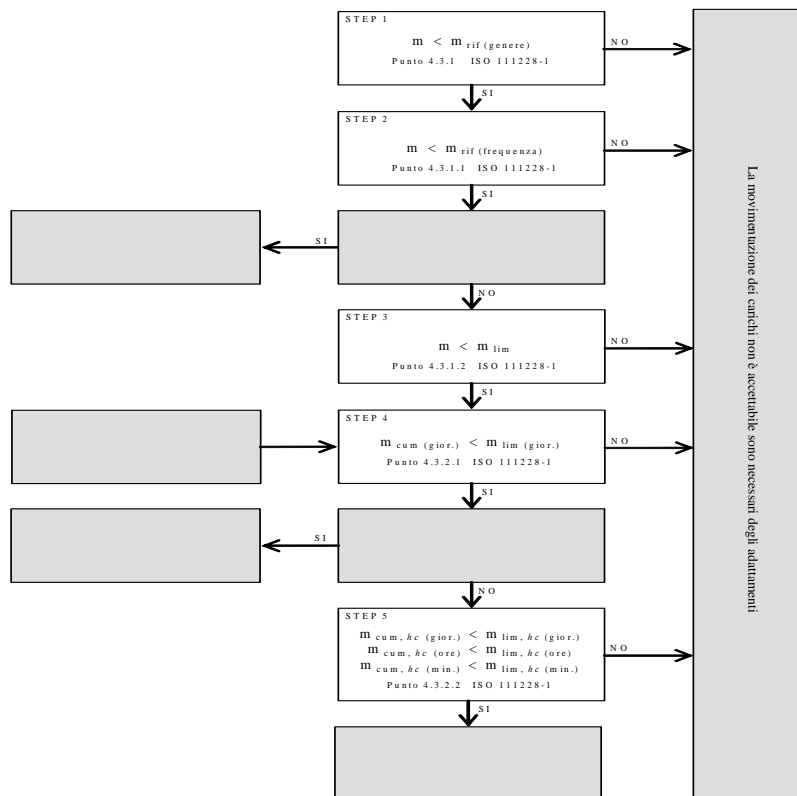 STEP 1
m < m rif (genere)
Punto 4.3.1 ISO 111228-1
NO
SI
STEP 2
m < m rif (frequenza)
Punto 4.3.1.1 ISO 111228-1
NO
SI
SI
NO
STEP 3
m < m lim
Punto 4.3.1.2 ISO 111228-1
NO
SI
STEP 4
m cum (gior.) < m lim (gior.)
Punto 4.3.2.1 ISO 111228-1
NO
SI
SI
NO
STEP 5
m cum, hc (gior.) < m lim, hc (gior.)
m cum, hc (ore) < m lim, hc (ore)
m cum, hc (min.) < m lim, hc (min.)
Punto 4.3.2.2 ISO 111228-1
NO
SI
La movimentazione dei carichi non è accettabile sono necessari degli adattamenti